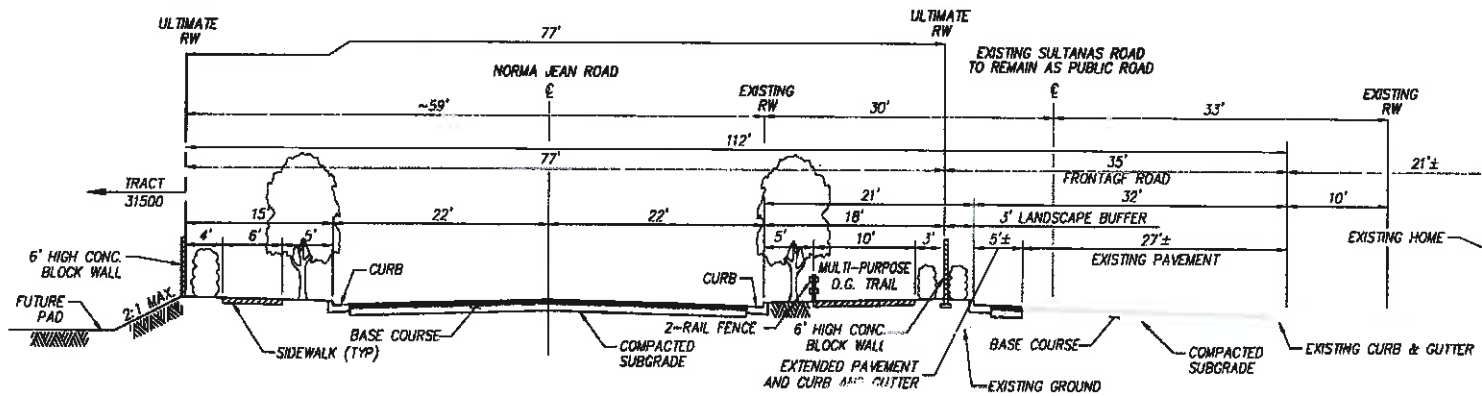 ULTIMATE
RW
77'
ULTIMATE
RW
EXISTING SULTANAS ROAD
TO REMAIN AS PUBLIC ROAD
℄
NORMA JEAN ROAD
℄
EXISTING
RW
EXISTING
RW
~59'
30'
33'
112'
77'
35'
21'±
FRONTAGE ROAD
TRACT
31500
21'
32'
10'
15'
22'
22'
18'
3' LANDSCAPE BUFFER
4'
6'
5'
5'
10'
3'
5'±
27'±
EXISTING PAVEMENT
EXISTING HOME
6' HIGH CONC.
BLOCK WALL
CURB
CURB
MULTI-PURPOSE
D.G. TRAIL
FUTURE
PAD
2:1 MAX.
SIDEWALK (TYP)
BASE COURSE
COMPACTED
SUBGRADE
2-RAIL FENCE
6' HIGH CONC.
BLOCK WALL
EXTENDED PAVEMENT
AND CURB AND GUTTER
EXISTING GROUND
BASE COURSE
COMPACTED
SUBGRADE
EXISTING CURB & GUTTER